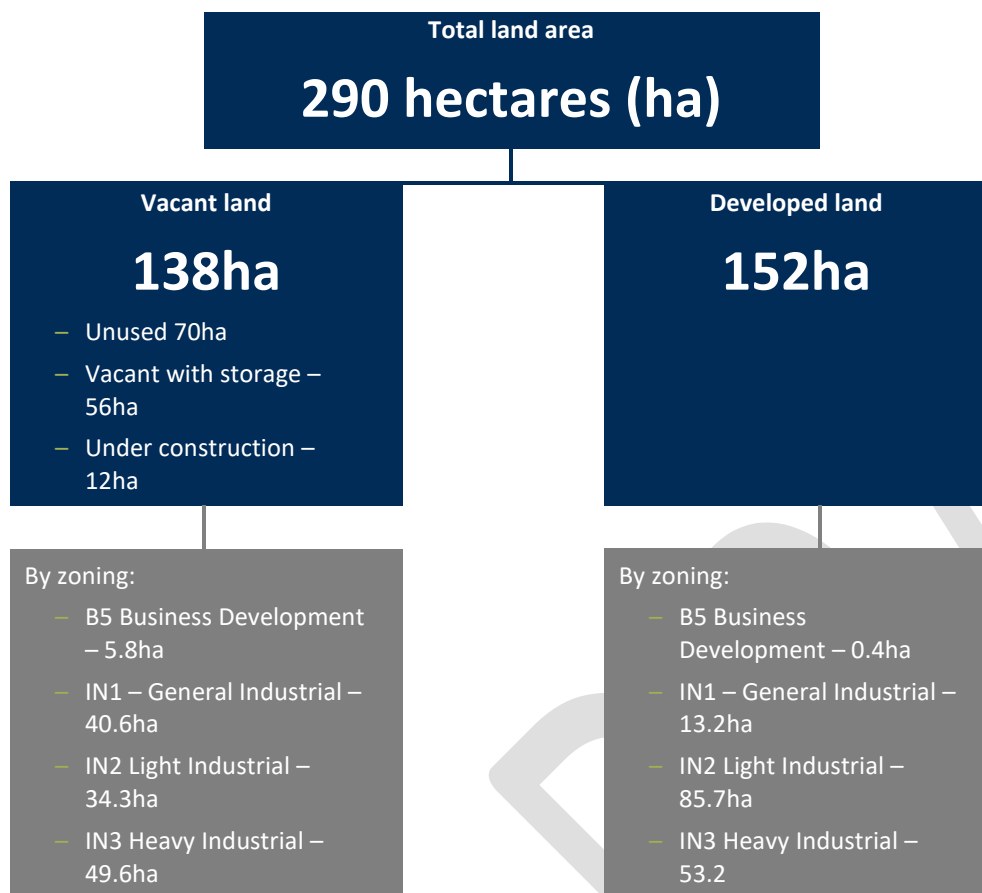 Total land area
290 hectares (ha)
Vacant land
138ha
– Unused 70ha
– Vacant with storage –
56ha
– Under construction –
12ha
Developed land
152ha
By zoning:
– B5 Business Development
– 5.8ha
– IN1 – General Industrial –
40.6ha
– IN2 Light Industrial –
34.3ha
– IN3 Heavy Industrial –
49.6ha
By zoning:
– B5 Business
Development – 0.4ha
– IN1 – General Industrial –
13.2ha
– IN2 Light Industrial –
85.7ha
– IN3 Heavy Industrial –
53.2